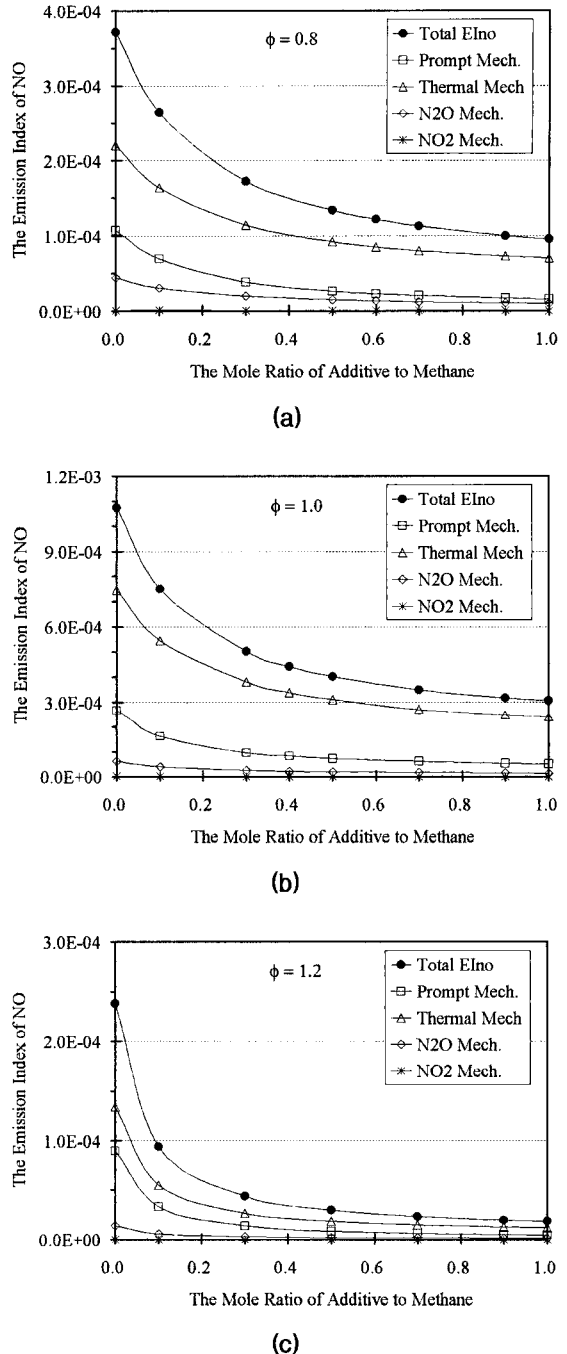 4.0E-04
3.0E-04
2.0E-04
1.0E-04
0.0E+00
The Emission Index of NO
ϕ = 0.8
Total EIno
Prompt Mech.
Thermal Mech
N2O Mech.
NO2 Mech.
0.0 0.2 0.4 0.6 0.8 1.0
The Mole Ratio of Additive to Methane
(a)
1.2E-03
9.0E-04
6.0E-04
3.0E-04
0.0E+00
The Emission Index of NO
ϕ = 1.0
Total EIno
Prompt Mech.
Thermal Mech
N2O Mech.
NO2 Mech.
0.0 0.2 0.4 0.6 0.8 1.0
The Mole Ratio of Additive to Methane
(b)
3.0E-04
2.0E-04
1.0E-04
0.0E+00
The Emission Index of NO
ϕ = 1.2
Total EIno
Prompt Mech.
Thermal Mech
N2O Mech.
NO2 Mech.
0.0 0.2 0.4 0.6 0.8 1.0
The Mole Ratio of Additive to Methane
(c)